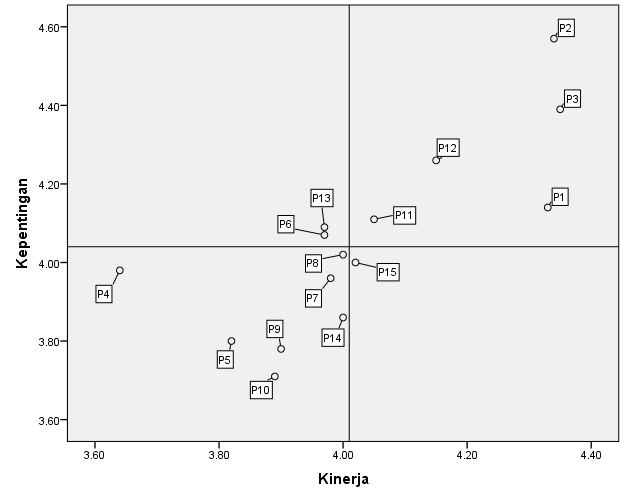 4.60
4.40
4.20
4.00
3.80
3.60
Kepentingan
P2
P3
P12
P1
P13
P11
P6
P8
P15
P4
P7
P9
P14
P5
P10
3.60 3.80 4.00 4.20 4.40
Kinerja